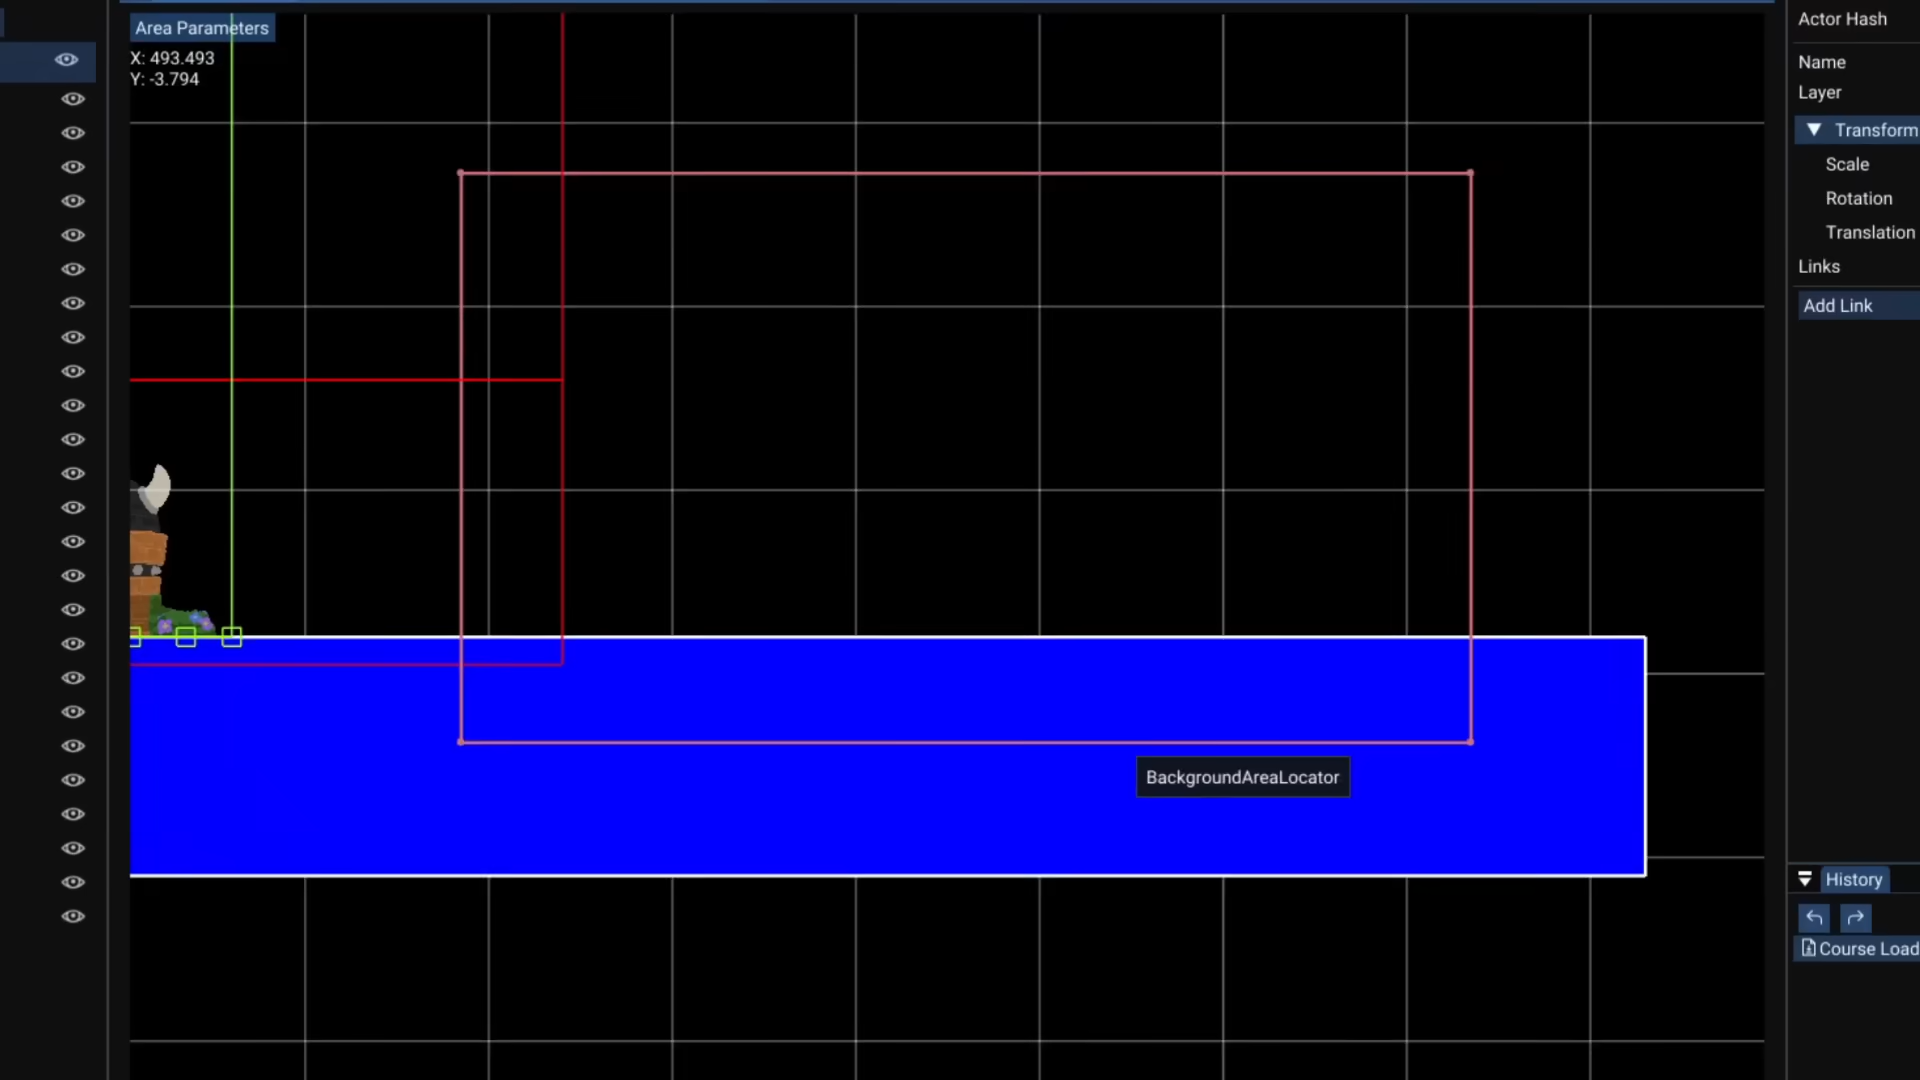 Area Parameters
X: 493.493
Y: -3.794
BackgroundAreaLocator
Actor Hash
Name
Layer
Transform
Scale
Rotation
Translation
Links
Add Link
History
Course Load